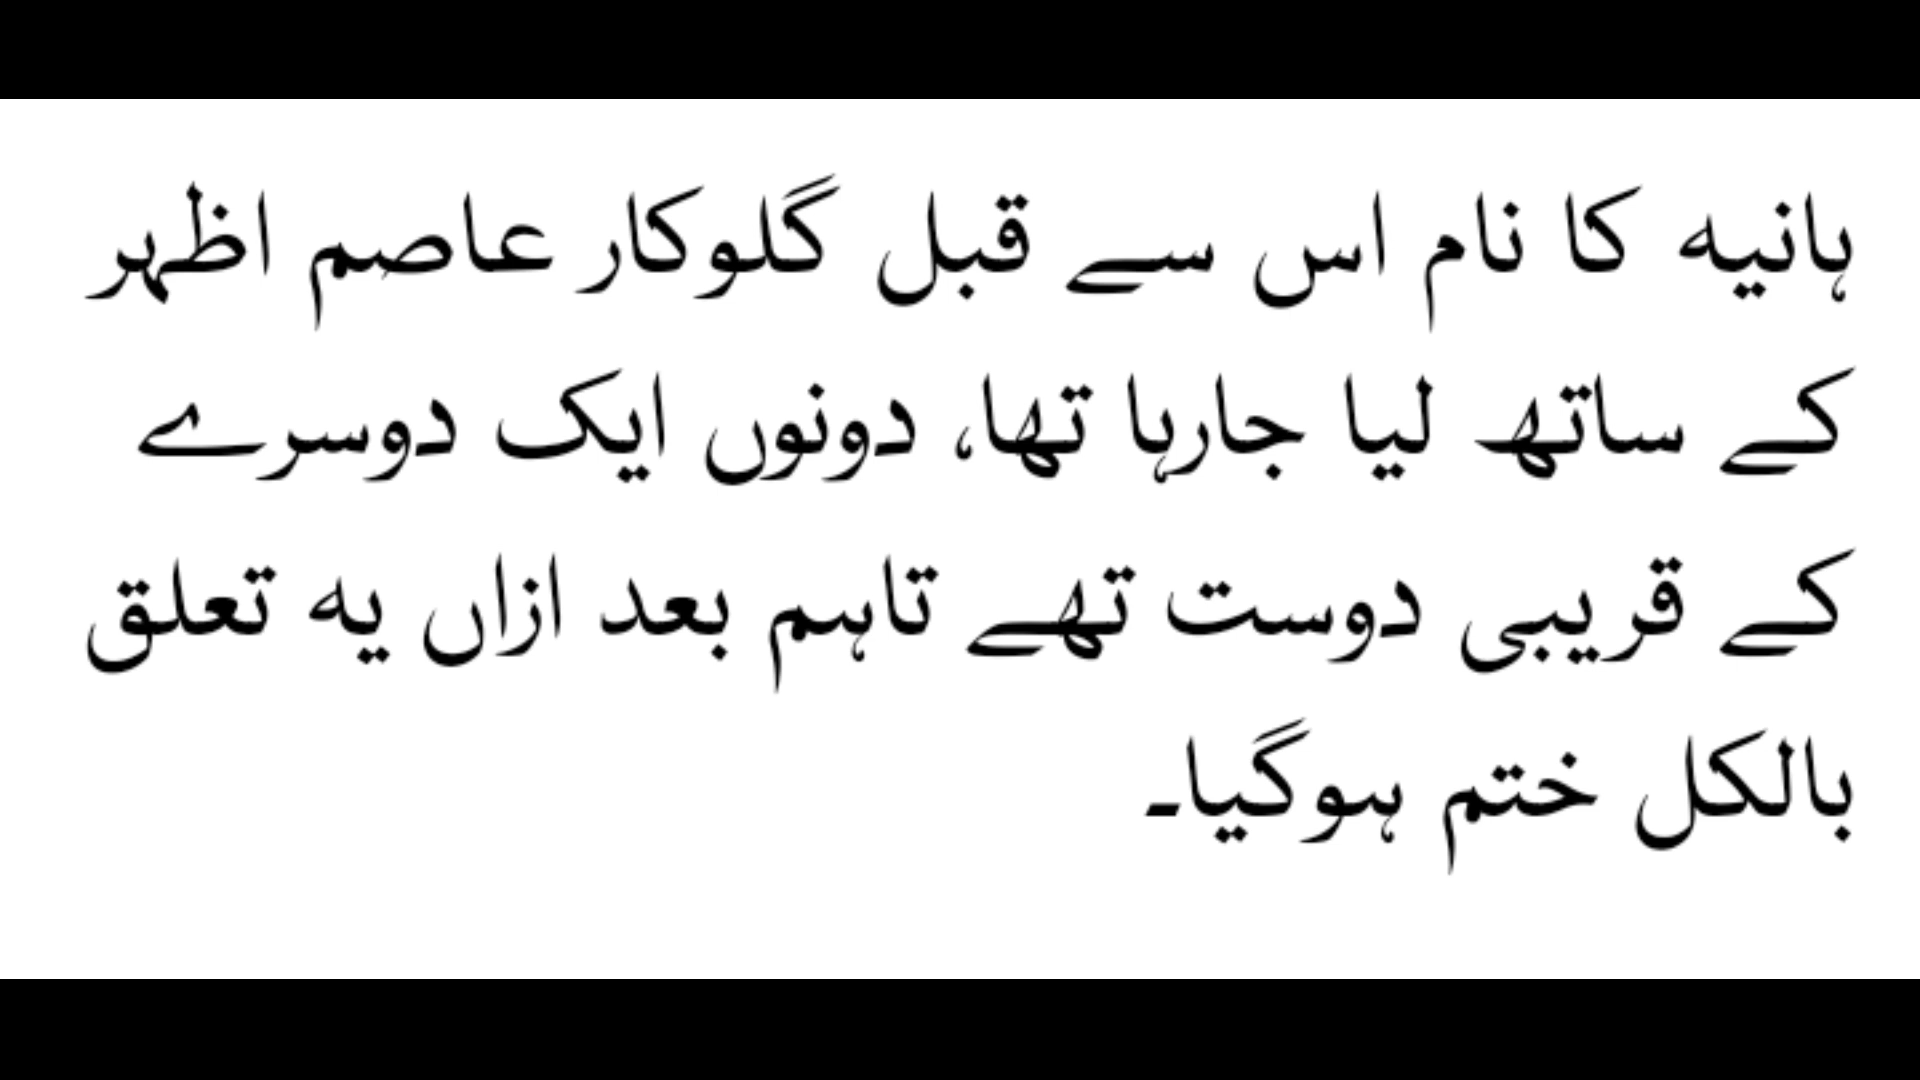 ہانیہ کا نام اس سے قبل گلوکار عاصم اظہر
کے ساتھ لیا جارہا تھا، دونوں ایک دوسرے
کے قریبی دوست تھے تاہم بعد ازاں یہ تعلق
بالکل ختم ہوگیا۔